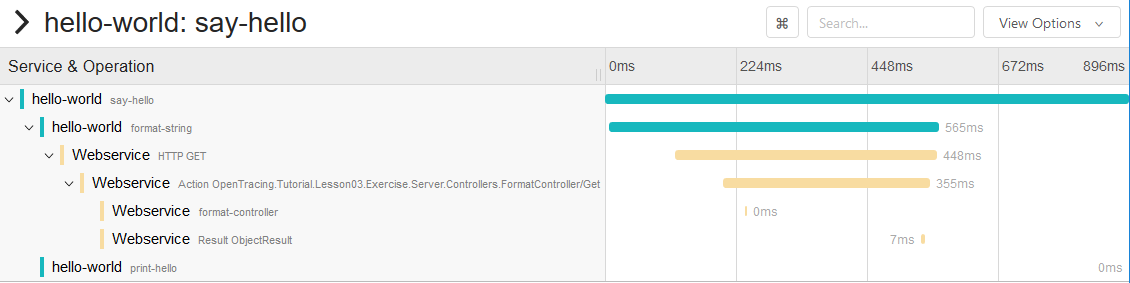 hello-world: say-hello
⌘ Search... View Options
Service & Operation 0ms 224ms 448ms 672ms 896ms
hello-world say-hello
hello-world format-string 565ms
Webservice HTTP GET 448ms
Webservice Action OpenTracing.Tutorial.Lesson03.Exercise.Server.Controllers.FormatController/Get 355ms
Webservice format-controller 0ms
Webservice Result ObjectResult 7ms
hello-world print-hello 0ms